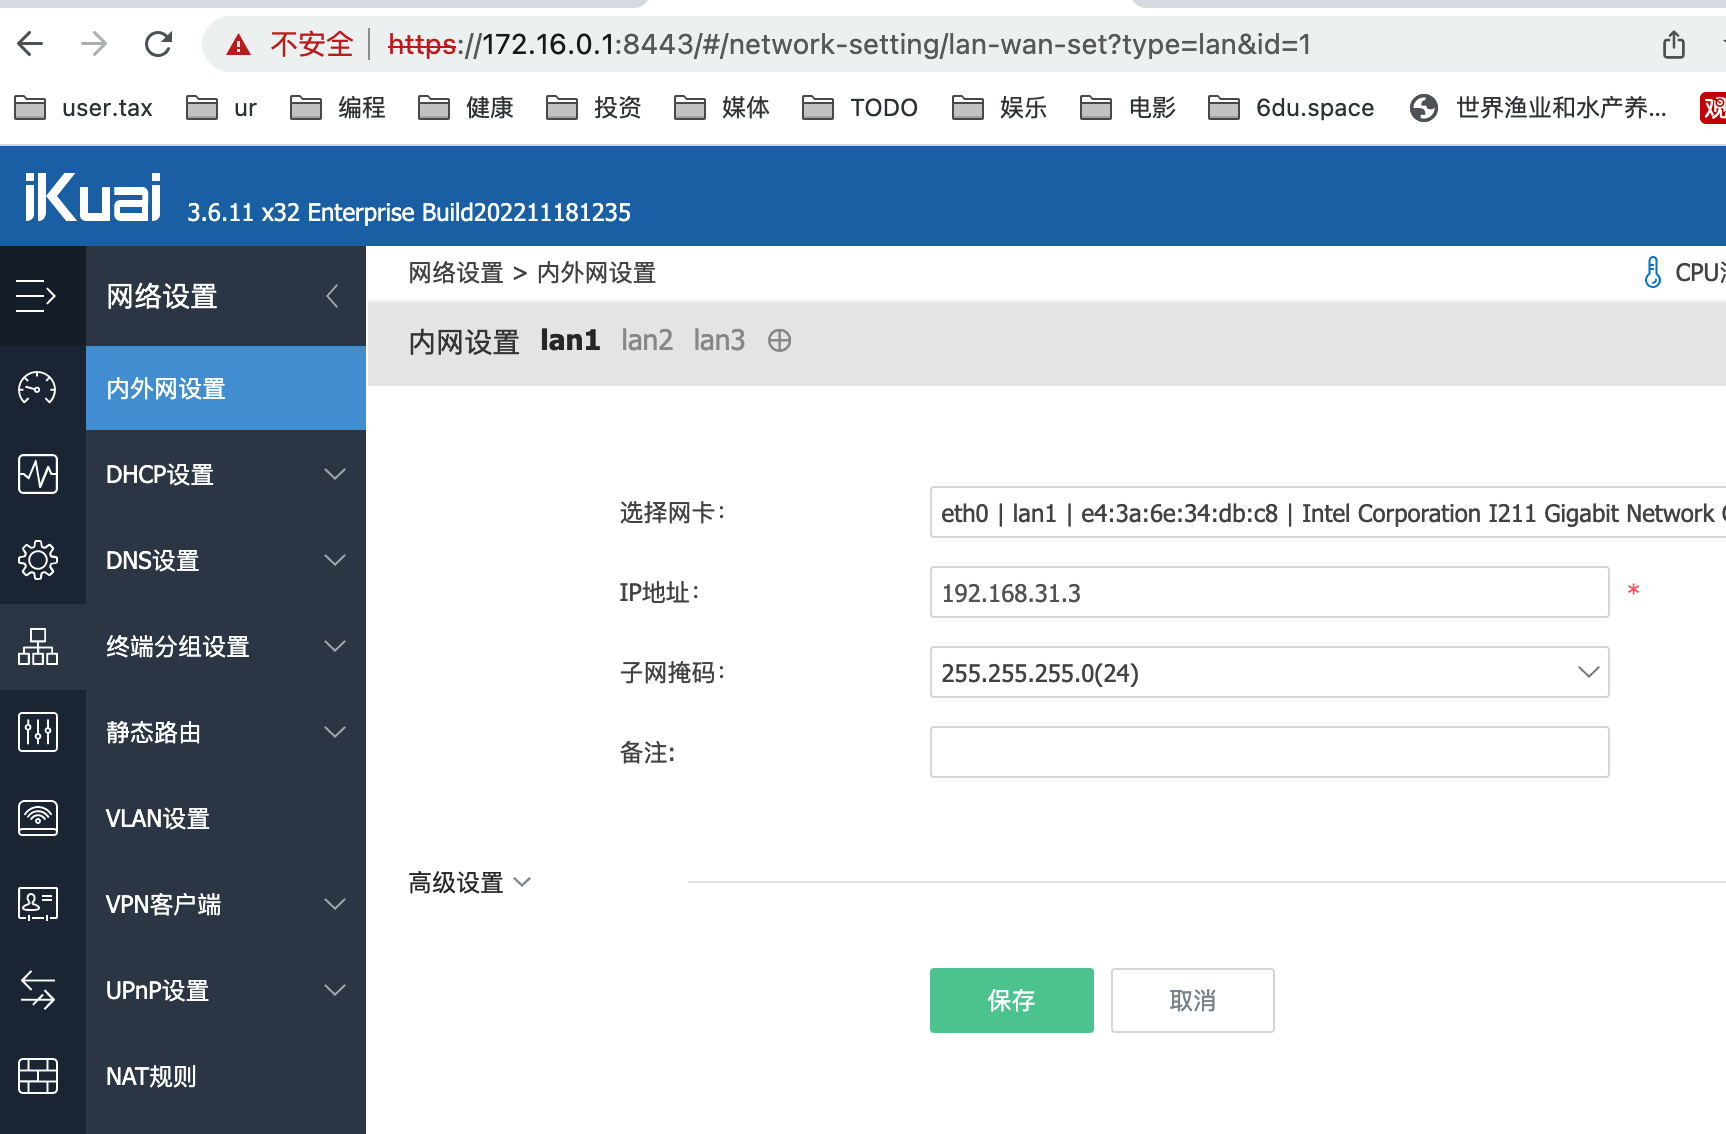 不安全 https://172.16.0.1:8443/#/network-setting/lan-wan-set?type=lan&id=1
user.tax ur 编程 健康 投资 媒体 TODO 娱乐 电影 6du.space 世界渔业和水产养... 观
iKuai 3.6.11 x32 Enterprise Build202211181235
网络设置
内外网设置
DHCP设置
DNS设置
终端分组设置
静态路由
VLAN设置
VPN客户端
UPnP设置
NAT规则
网络设置 > 内外网设置 CPU
内网设置 lan1 lan2 lan3
选择网卡: eth0 | lan1 | e4:3a:6e:34:db:c8 | Intel Corporation I211 Gigabit Network
IP地址: 192.168.31.3 *
子网掩码: 255.255.255.0(24)
备注:
高级设置
保存 取消